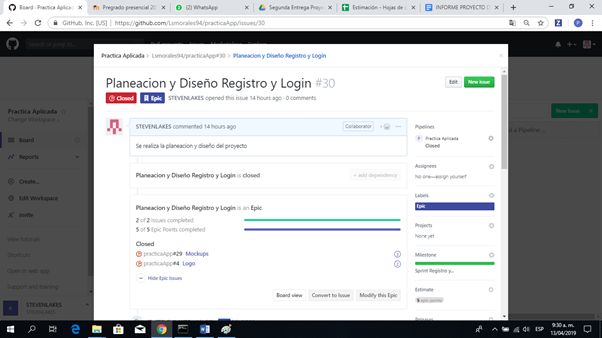 Board · Practica Aplicada
Pregrado presencial 20
(2) WhatsApp
Segunda Entrega Proyect
Estimación - Hojas de
INFORME PROYECTO D
GitHub, Inc. [US] | https://github.com/Lsmorales94/practicaApp/issues/30
Practica Aplicada
Change Workspace
Board
Reports
Create...
Edit Workspace
Invite
View tutorials
Discuss in community
Open in web app
Support and training
STEVENLAKES
New Issue
Practica Aplicada › Lsmorales94/practicaApp#30 › Planeacion y Diseño Registro y Login
Planeacion y Diseño Registro y Login #30
Edit
New Issue
Closed
Epic
STEVENLAKES opened this issue 14 hours ago · 0 comments
STEVENLAKES commented 14 hours ago
Collaborator
Se realiza la planeacion y diseño del proyecto
Planeacion y Diseño Registro y Login is closed
+ add dependency
Planeacion y Diseño Registro y Login is an Epic
2 of 2 Issues completed
5 of 5 Epic Points completed
Closed
practicaApp#29 Mockups
practicaApp#4 Logo
Hide Epic Issues
Board view
Convert to Issue
Modify this Epic
Pipelines
Practica Aplicada
Closed
Assignees
No one—assign yourself
Labels
Epic
Projects
None yet
Milestone
Sprint Registro y...
Estimate
Releases
ESP
9:30 a. m.
13/04/2019